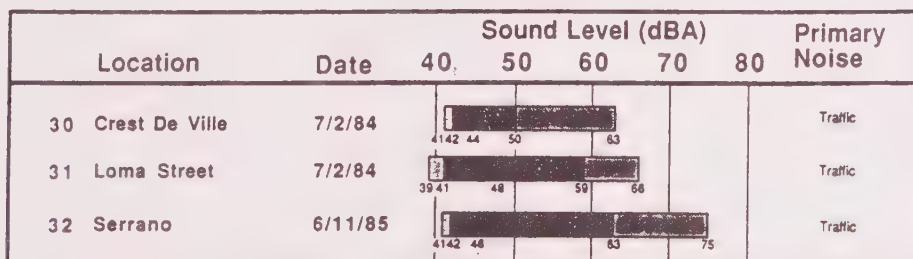 Sound Level (dBA) Primary
Location Date 40 50 60 70 80 Noise
30 Crest De Ville 7/2/84 Traffic
41 42 44 50 63
31 Loma Street 7/2/84 Traffic
39 41 48 59 66
32 Serrano 6/11/85 Traffic
41 42 46 63 75